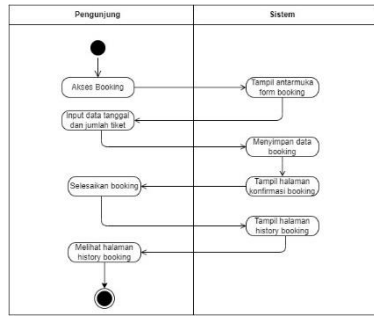 Pengunjung
Sistem
Akses Booking
Tampil antarmuka
form booking
Input data tanggal
dan jumlah tiket
Menyimpan data
booking
Tampil halaman
konfirmasi booking
Selesaikan booking
Tampil halaman
history booking
Melihat halaman
history booking